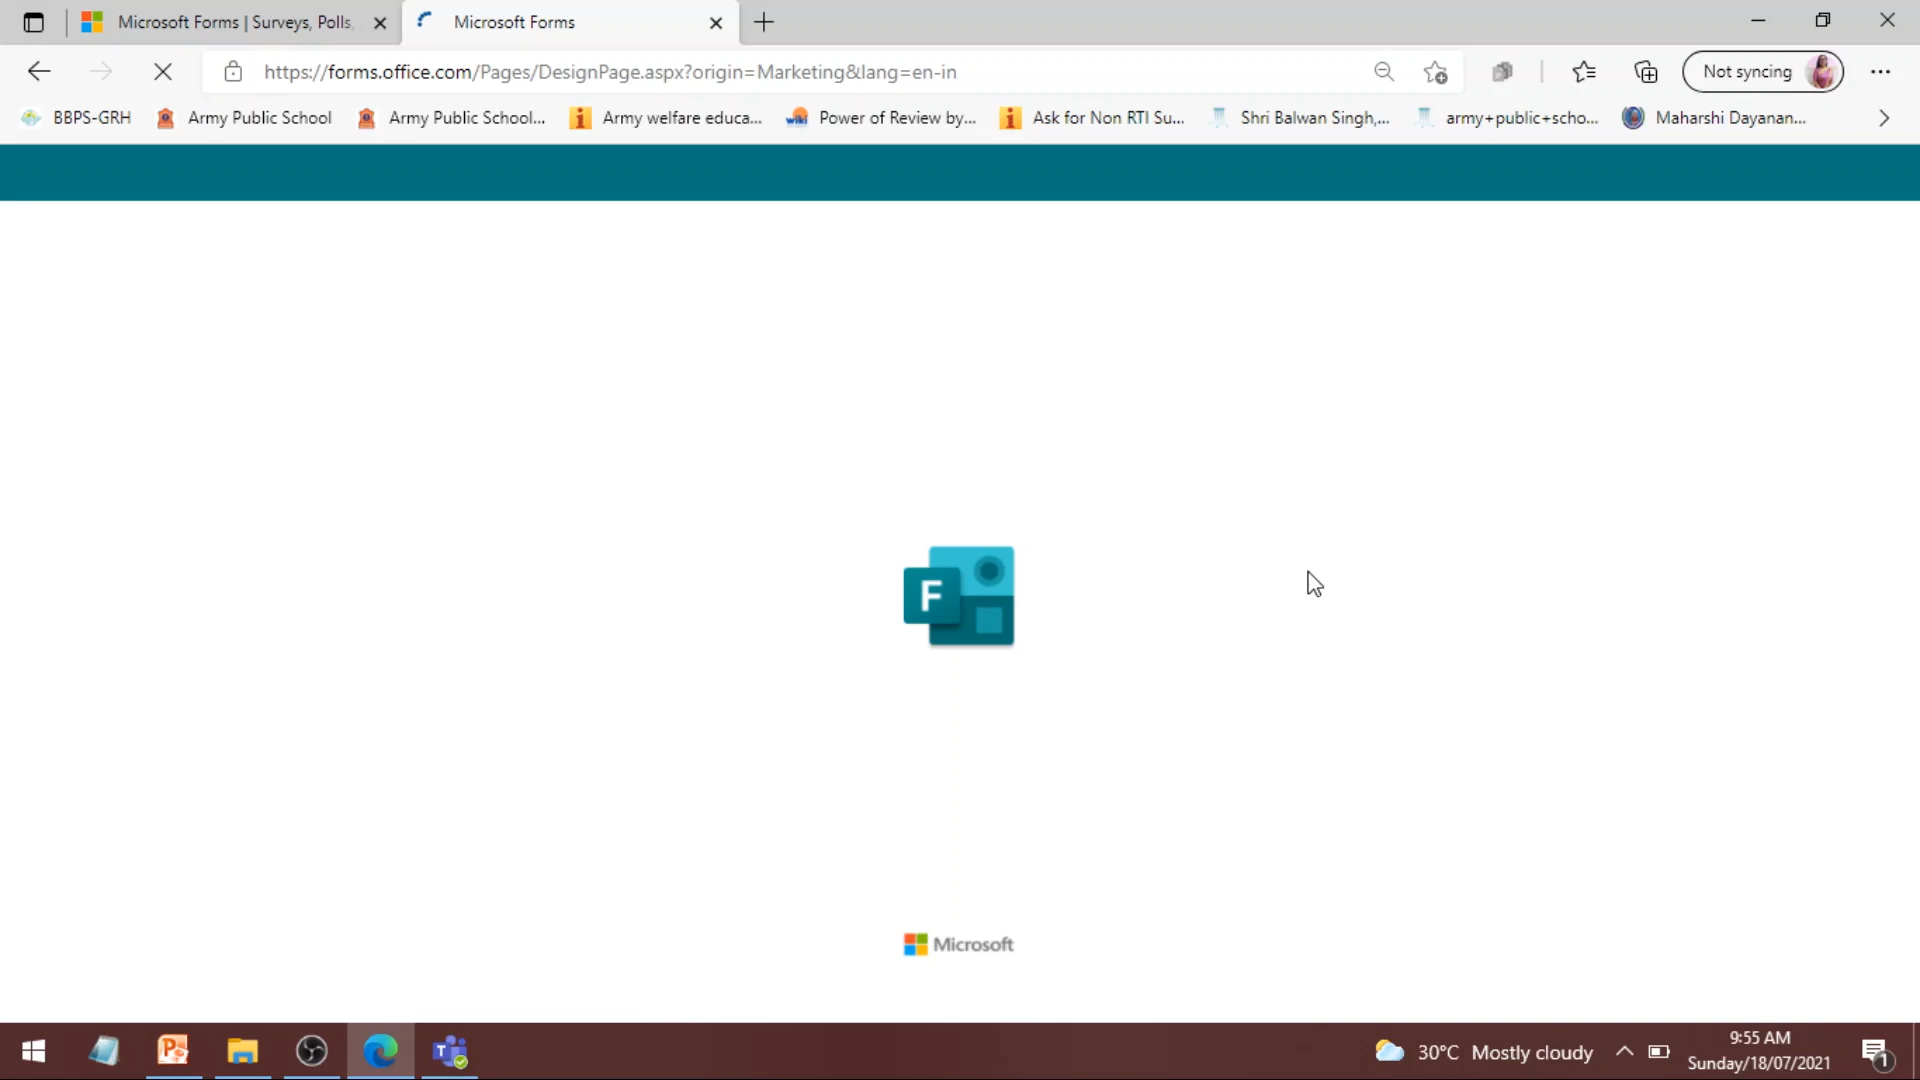 Microsoft Forms | Surveys, Polls,
Microsoft Forms
https://forms.office.com/Pages/DesignPage.aspx?origin=Marketing&lang=en-in
Not syncing
BBPS-GRH
Army Public School
Army Public School...
Army welfare educa...
Power of Review by...
Ask for Non RTI Su...
Shri Balwan Singh,...
army+public+scho...
Maharshi Dayanan...
F
Microsoft
30°C Mostly cloudy
9:55 AM
Sunday/18/07/2021
1